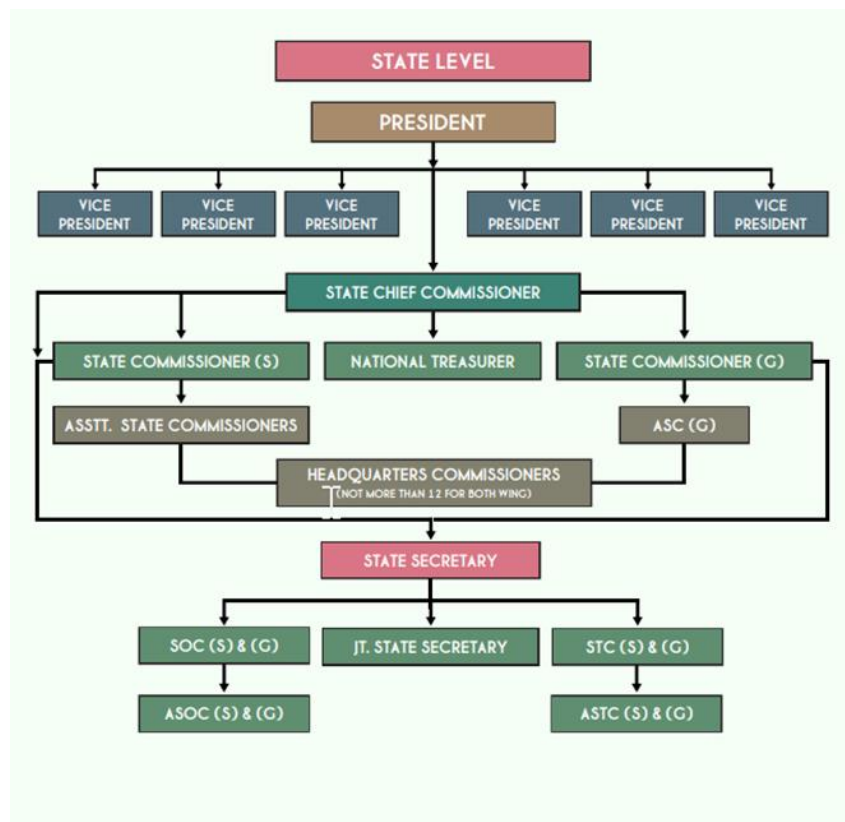 STATE LEVEL
PRESIDENT
VICE
PRESIDENT
VICE
PRESIDENT
VICE
PRESIDENT
VICE
PRESIDENT
VICE
PRESIDENT
VICE
PRESIDENT
STATE CHIEF COMMISSIONER
STATE COMMISSIONER (S)
NATIONAL TREASURER
STATE COMMISSIONER (G)
ASSTT. STATE COMMISSIONERS
ASC (G)
HEADQUARTERS COMMISSIONERS
(NOT MORE THAN 12 FOR BOTH WING)
STATE SECRETARY
SOC (S) & (G)
JT. STATE SECRETARY
STC (S) & (G)
ASOC (S) & (G)
ASTC (S) & (G)